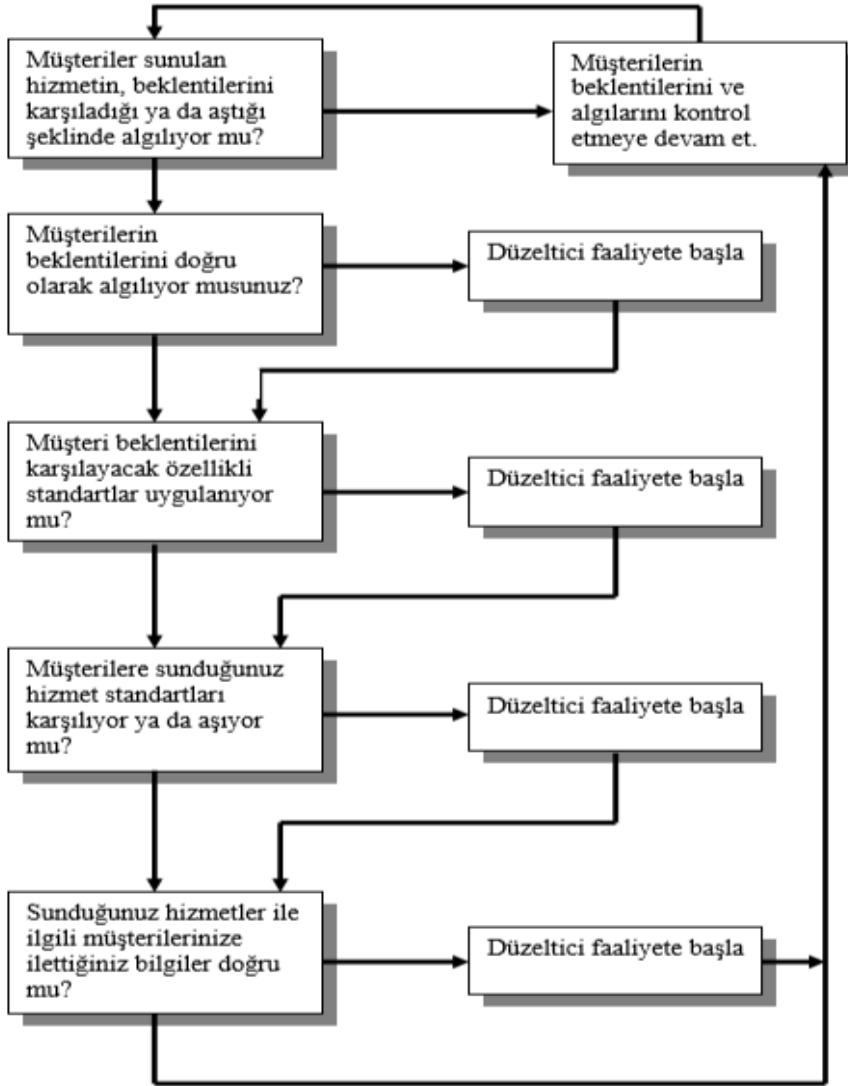 Müşteriler sunulan
hizmetin, beklentilerini
karşıladığı ya da aştığı
şeklinde algılıyor mu?
Müşterilerin
beklentilerini ve
algılarını kontrol
etmeye devam et.
Müşterilerin
beklentilerini doğru
olarak algılıyor musunuz?
Düzeltici faaliyete başla
Müşteri beklentilerini
karşılayacak özellikli
standartlar uygulanıyor
mu?
Düzeltici faaliyete başla
Müşterilere sunduğunuz
hizmet standartları
karşılıyor ya da aşıyor
mu?
Düzeltici faaliyete başla
Sunduğunuz hizmetler ile
ilgili müşterilerinize
ilettiğiniz bilgiler doğru
mu?
Düzeltici faaliyete başla